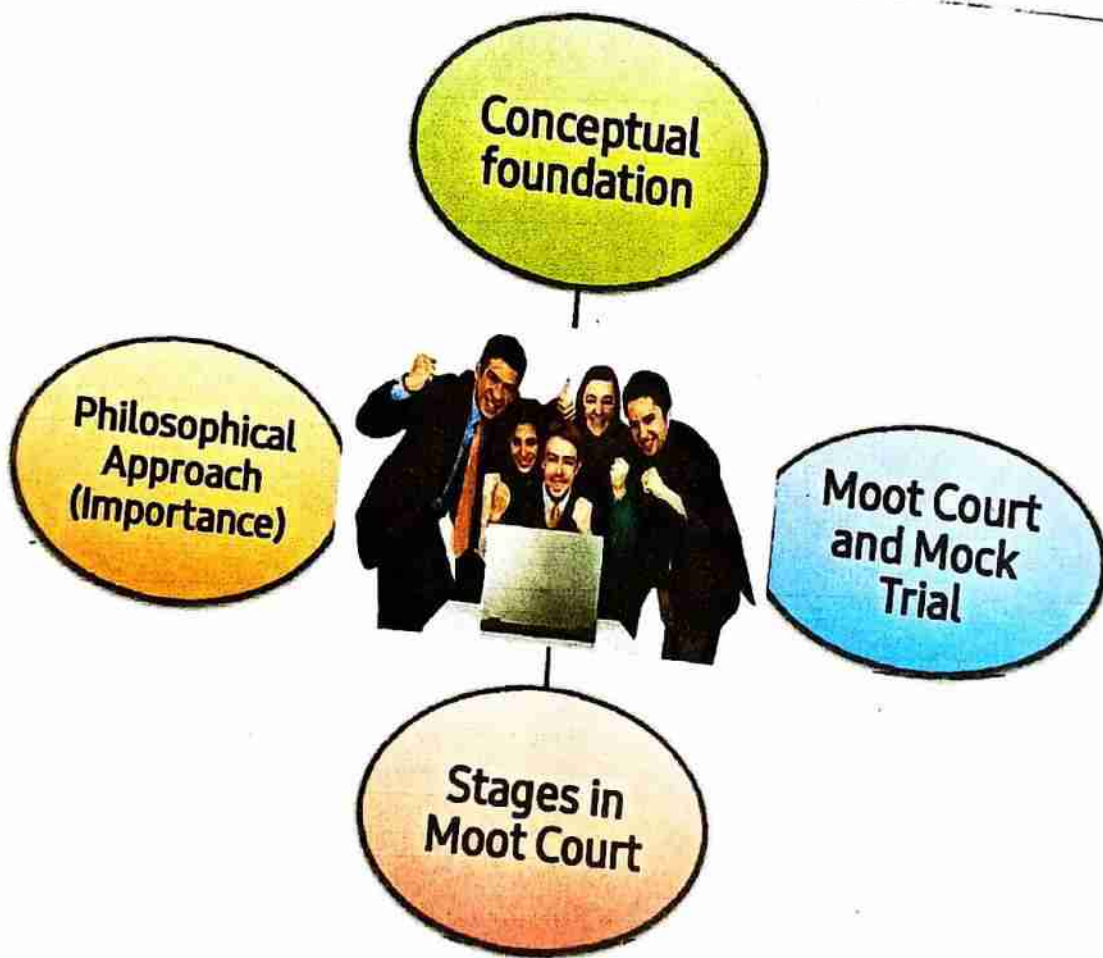 Conceptual
foundation
Philosophical
Approach
(Importance)
Moot Court
and Mock
Trial
Stages in
Moot Court